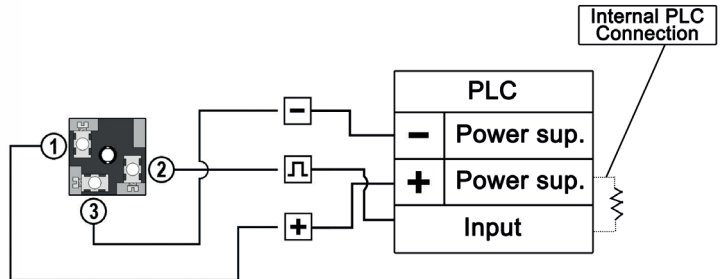 Internal PLC
Connection
PLC
− Power sup.
+ Power sup.
Input
−
+
1
2
3